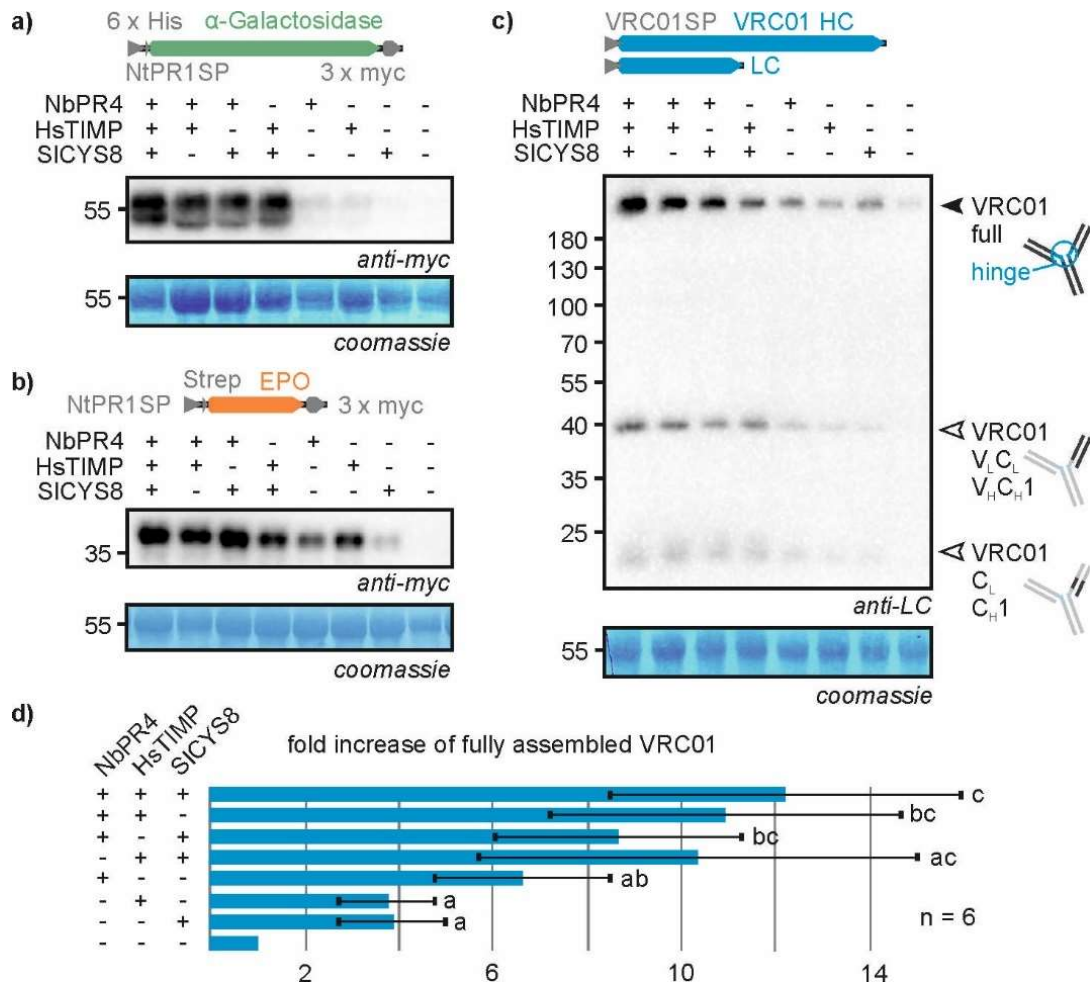 a)
6 x His α-Galactosidase
NtPR1SP 3 x myc
NbPR4 + + + - + - - -
HsTIMP + + - + - + - -
SlCYS8 + - + + - - + -
55
anti-myc
55
coomassie
b)
Strep EPO
NtPR1SP 3 x myc
NbPR4 + + + - + - - -
HsTIMP + + - + - + - -
SlCYS8 + - + + - - + -
35
anti-myc
55
coomassie
c)
VRC01SP VRC01 HC
LC
NbPR4 + + + - + - - -
HsTIMP + + - + - + - -
SlCYS8 + - + + - - + -
180
130
100
70
55
40
35
25
VRC01
full
hinge
VRC01
VLCL
VHCH1
VRC01
CL
CH1
anti-LC
55
coomassie
d)
NbPR4 HsTIMP SlCYS8
fold increase of fully assembled VRC01
+ + + c
+ + - bc
+ - + bc
- + + ac
+ - - ab
- + - a
- - + a
- - -
n = 6
2 6 10 14